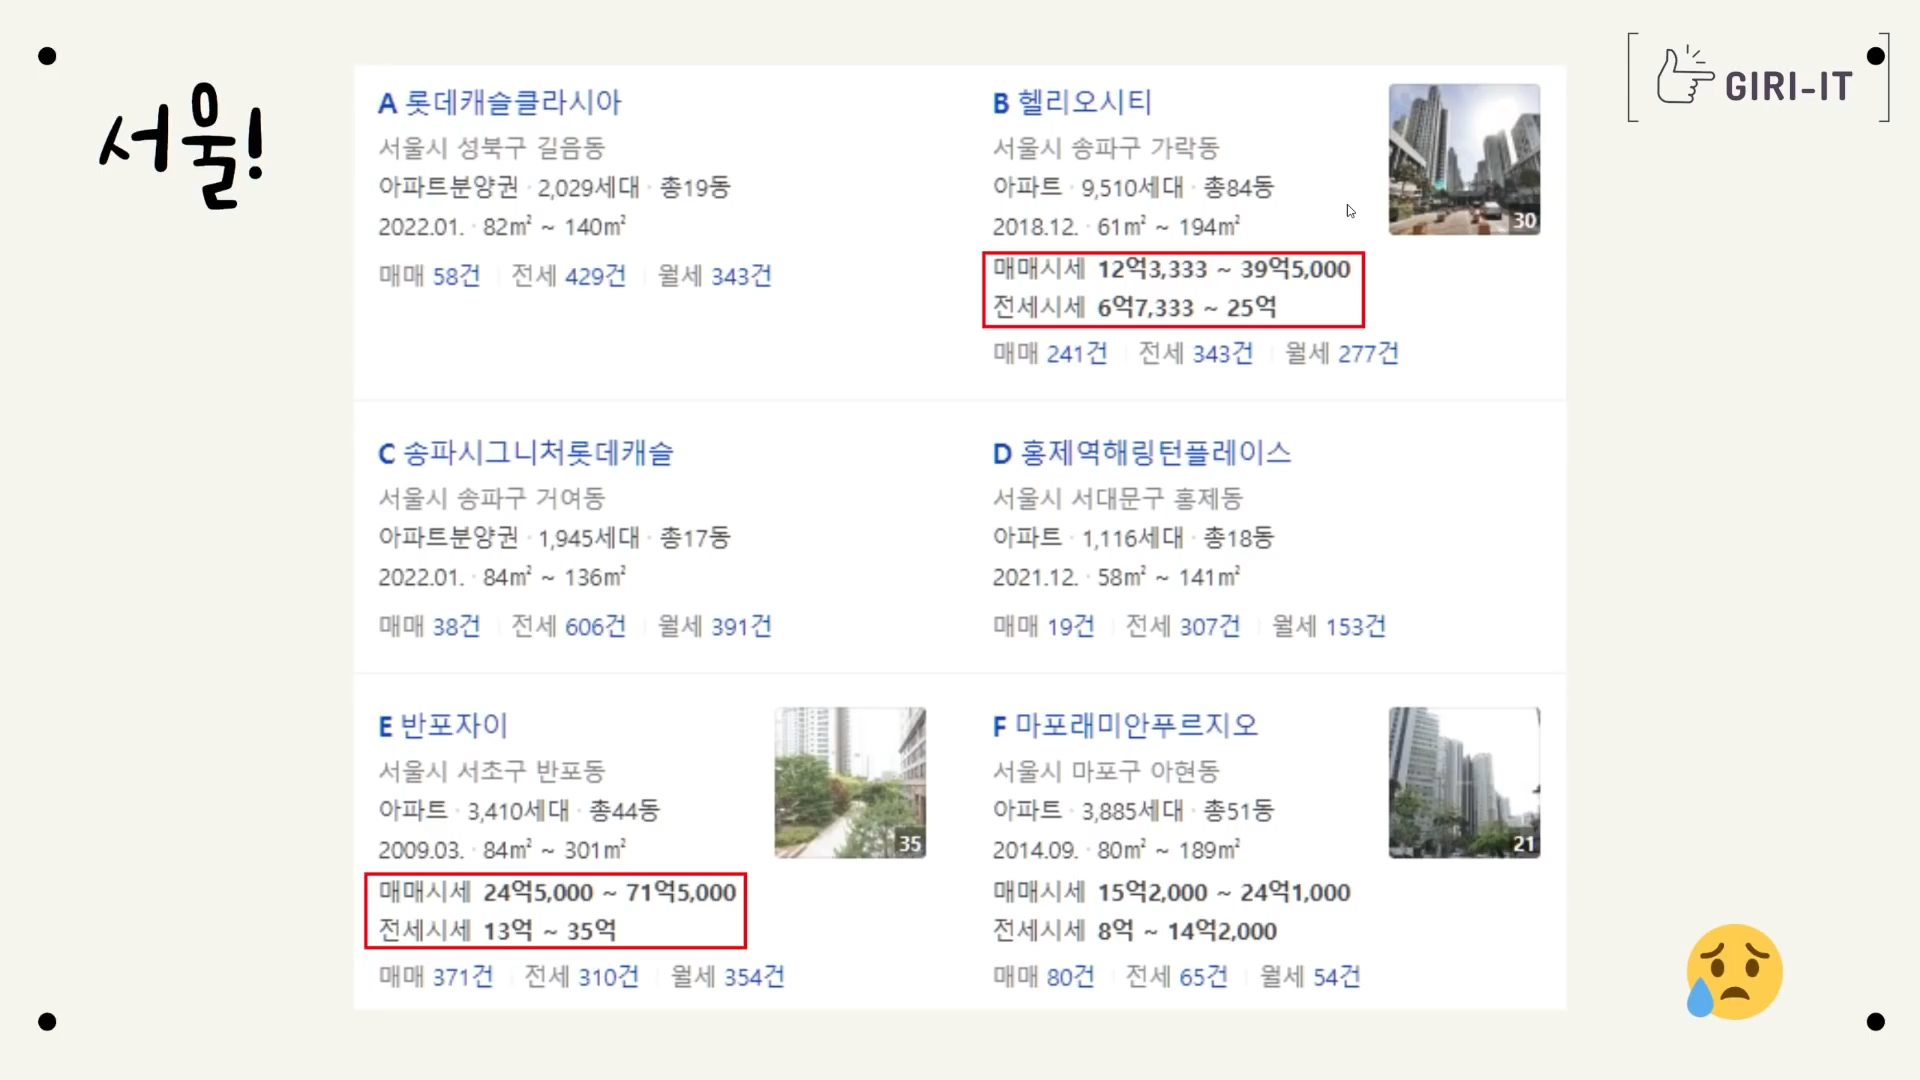 서울!
GIRI-IT
A 롯데캐슬클라시아
서울시 성북구 길음동
아파트분양권 · 2,029세대 · 총19동
2022.01. · 82㎡ ~ 140㎡
매매 58건 전세 429건 월세 343건
B 헬리오시티
서울시 송파구 가락동
아파트 · 9,510세대 · 총84동
2018.12. · 61㎡ ~ 194㎡
매매시세 12억3,333 ~ 39억5,000
전세시세 6억7,333 ~ 25억
매매 241건 전세 343건 월세 277건
30
C 송파시그니처롯데캐슬
서울시 송파구 거여동
아파트분양권 · 1,945세대 · 총17동
2022.01. · 84㎡ ~ 136㎡
매매 38건 전세 606건 월세 391건
D 홍제역해링턴플레이스
서울시 서대문구 홍제동
아파트 · 1,116세대 · 총18동
2021.12. · 58㎡ ~ 141㎡
매매 19건 전세 307건 월세 153건
E 반포자이
서울시 서초구 반포동
아파트 · 3,410세대 · 총44동
2009.03. · 84㎡ ~ 301㎡
매매시세 24억5,000 ~ 71억5,000
전세시세 13억 ~ 35억
매매 371건 전세 310건 월세 354건
35
F 마포래미안푸르지오
서울시 마포구 아현동
아파트 · 3,885세대 · 총51동
2014.09. · 80㎡ ~ 189㎡
매매시세 15억2,000 ~ 24억1,000
전세시세 8억 ~ 14억2,000
매매 80건 전세 65건 월세 54건
21